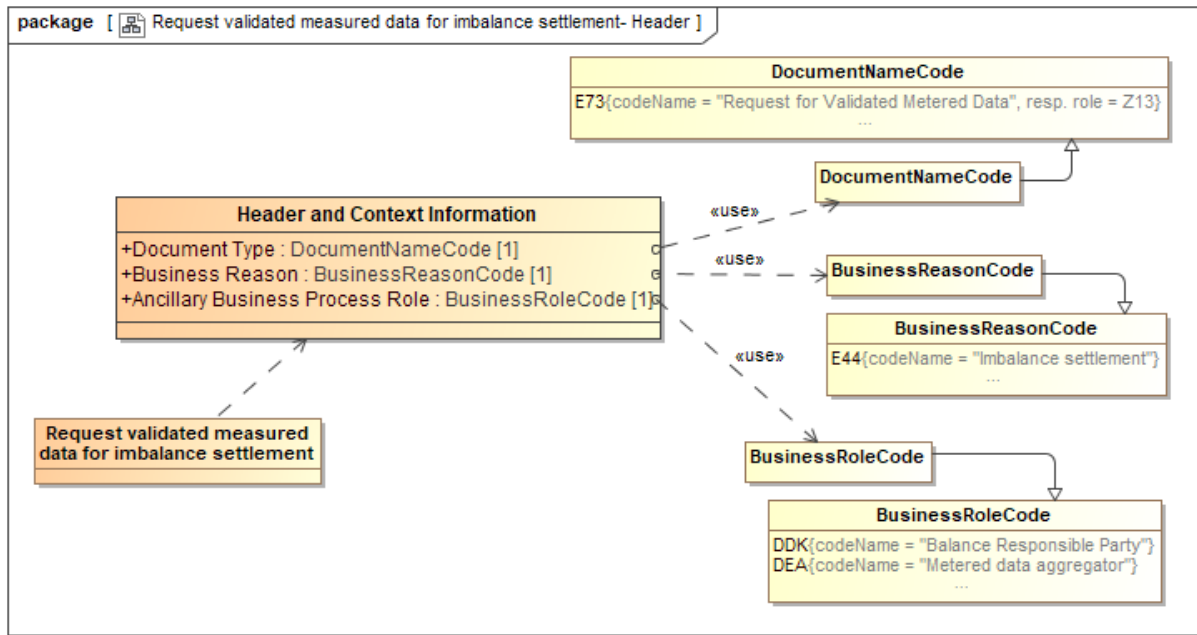 package [ Request validated measured data for imbalance settlement- Header ]
DocumentNameCode
E73{codeName = "Request for Validated Metered Data", resp. role = Z13}
...
DocumentNameCode
«use»
Header and Context Information
+Document Type : DocumentNameCode [1]
+Business Reason : BusinessReasonCode [1]
+Ancillary Business Process Role : BusinessRoleCode [1]
«use»
BusinessReasonCode
BusinessReasonCode
E44{codeName = "Imbalance settlement"}
...
«use»
Request validated measured
data for imbalance settlement
BusinessRoleCode
BusinessRoleCode
DDK{codeName = "Balance Responsible Party"}
DEA{codeName = "Metered data aggregator"}
...